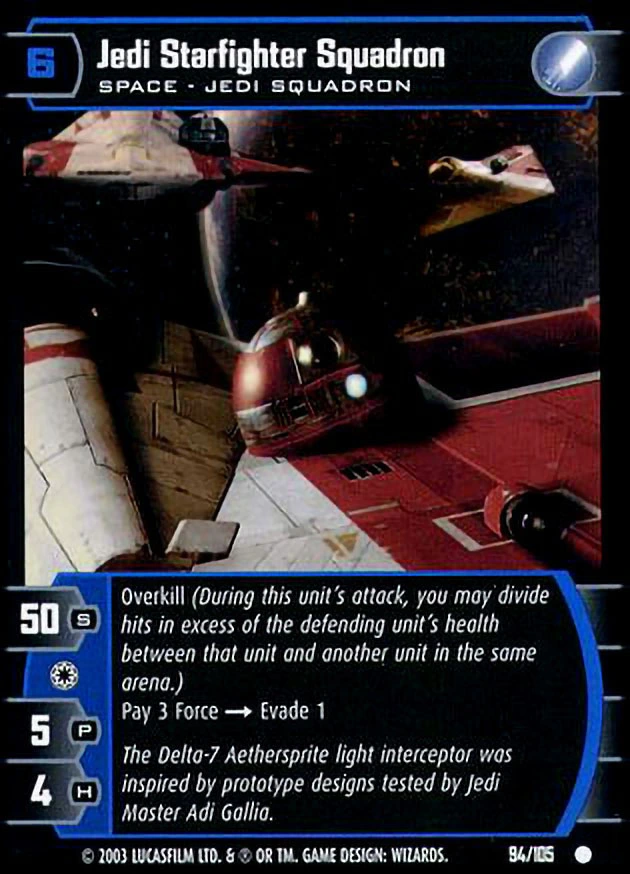 6
Jedi Starfighter Squadron
SPACE - JEDI SQUADRON
50 S
5 P
4 H
Overkill (During this unit's attack, you may divide
hits in excess of the defending unit's health
between that unit and another unit in the same
arena.)
Pay 3 Force → Evade 1
The Delta-7 Aethersprite light interceptor was
inspired by prototype designs tested by Jedi
Master Adi Gallia.
© 2003 LUCASFILM LTD. & ® OR TM. GAME DESIGN: WIZARDS.
94/105